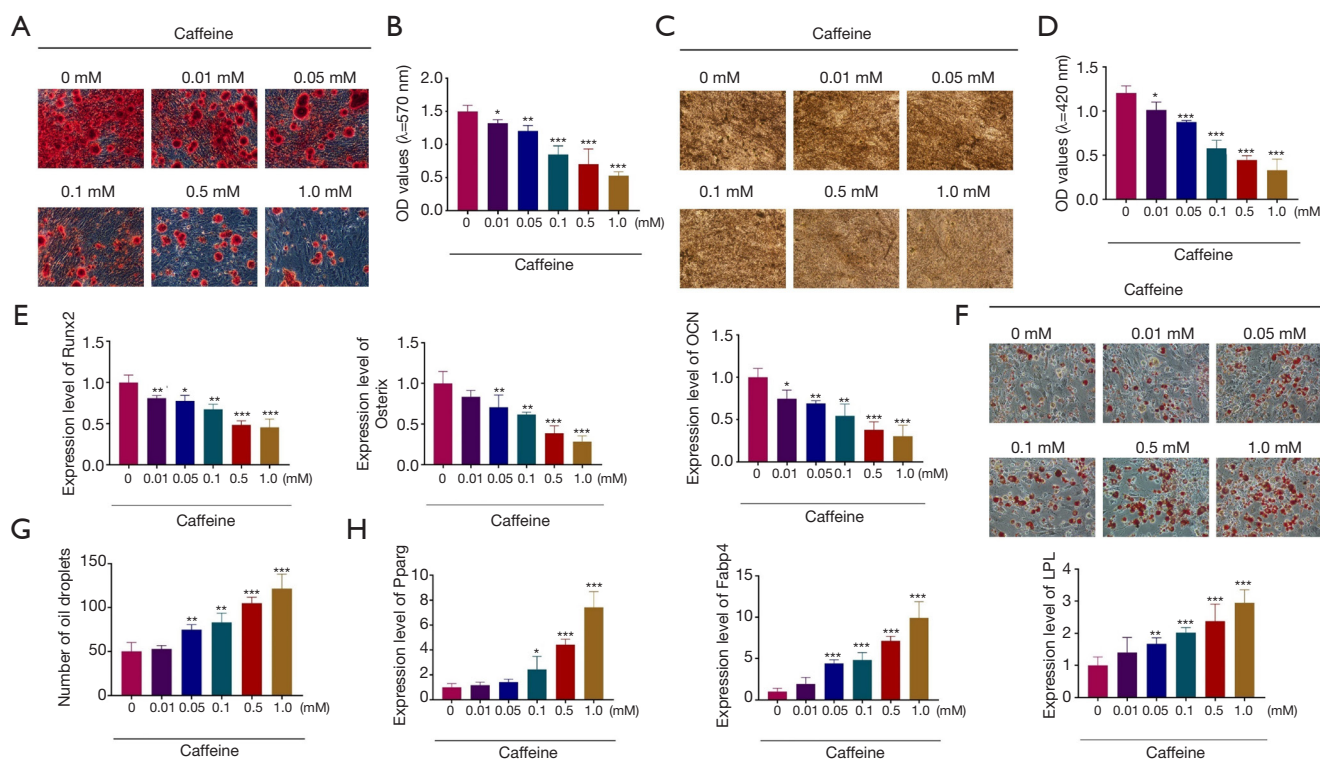 A
Caffeine
0 mM 0.01 mM 0.05 mM
0.1 mM 0.5 mM 1.0 mM
B
OD values (λ=570 nm)
2.0
1.5
1.0
0.5
0.0
* ** *** *** ***
0 0.01 0.05 0.1 0.5 1.0 (mM)
Caffeine
C
Caffeine
0 mM 0.01 mM 0.05 mM
0.1 mM 0.5 mM 1.0 mM
D
OD values (λ=420 nm)
1.5
1.0
0.5
0.0
* *** *** *** ***
0 0.01 0.05 0.1 0.5 1.0 (mM)
Caffeine
E
Expression level of Runx2
1.5
1.0
0.5
0.0
** * ** *** ***
0 0.01 0.05 0.1 0.5 1.0 (mM)
Caffeine
Expression level of
Osterix
1.5
1.0
0.5
0.0
** ** *** ***
0 0.01 0.05 0.1 0.5 1.0 (mM)
Caffeine
Expression level of OCN
1.5
1.0
0.5
0.0
* ** ** *** ***
0 0.01 0.05 0.1 0.5 1.0 (mM)
Caffeine
F
Caffeine
0 mM 0.01 mM 0.05 mM
0.1 mM 0.5 mM 1.0 mM
G
Number of oil droplets
150
100
50
0
** ** *** ***
0 0.01 0.05 0.1 0.5 1.0 (mM)
Caffeine
H
Expression level of Pparg
10
8
6
4
2
0
* *** ***
0 0.01 0.05 0.1 0.5 1.0 (mM)
Caffeine
Expression level of Fabp4
15
10
5
0
*** *** *** ***
0 0.01 0.05 0.1 0.5 1.0 (mM)
Caffeine
Expression level of LPL
4
3
2
1
0
** *** *** ***
0 0.01 0.05 0.1 0.5 1.0 (mM)
Caffeine